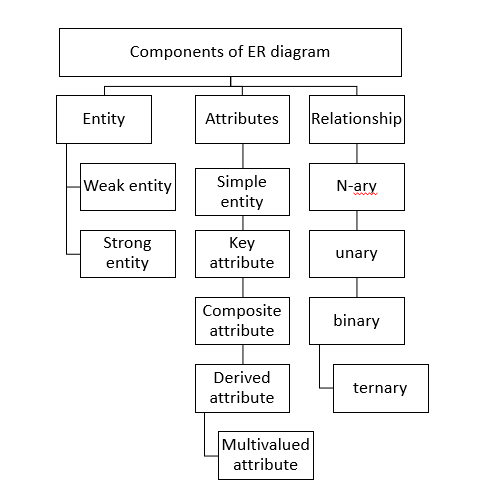 Components of ER diagram
Entity
Attributes
Relationship
Weak entity
Simple
entity
N-ary
Strong
entity
Key
attribute
unary
Composite
attribute
binary
Derived
attribute
ternary
Multivalued
attribute